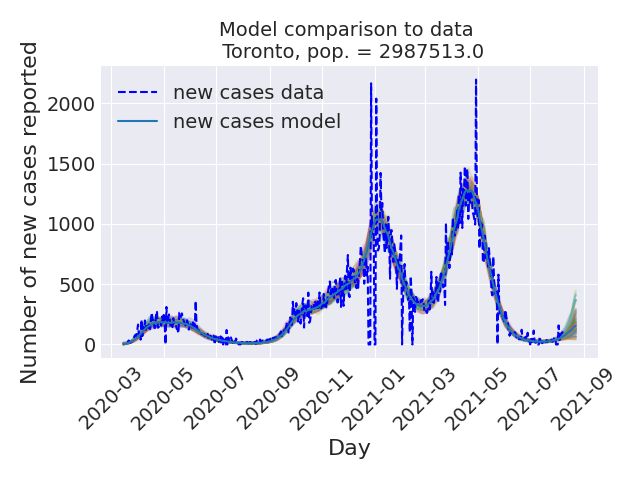 Model comparison to data
Toronto, pop. = 2987513.0
Number of new cases reported
2000
1500
1000
500
0
new cases data
new cases model
2020-03
2020-05
2020-07
2020-09
2020-11
2021-01
2021-03
2021-05
2021-07
2021-09
Day